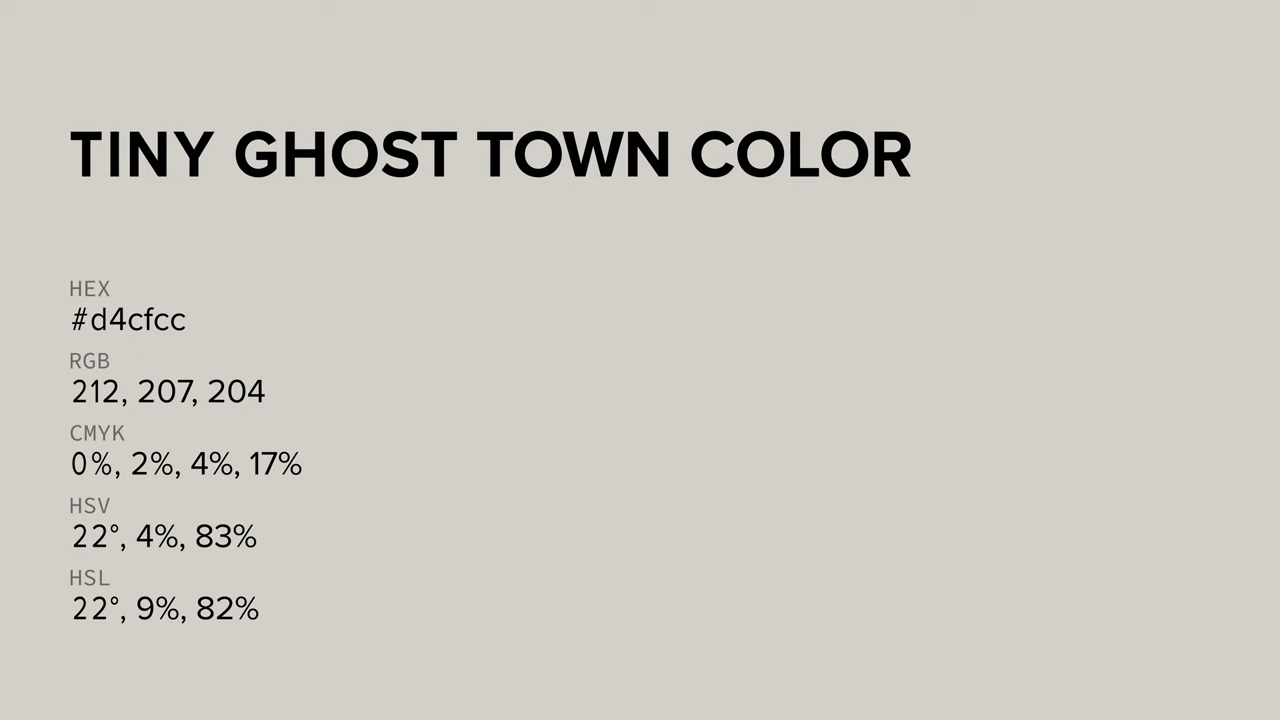 TINY GHOST TOWN COLOR
HEX
#d4cfcc
RGB
212, 207, 204
CMYK
0%, 2%, 4%, 17%
HSV
22°, 4%, 83%
HSL
22°, 9%, 82%